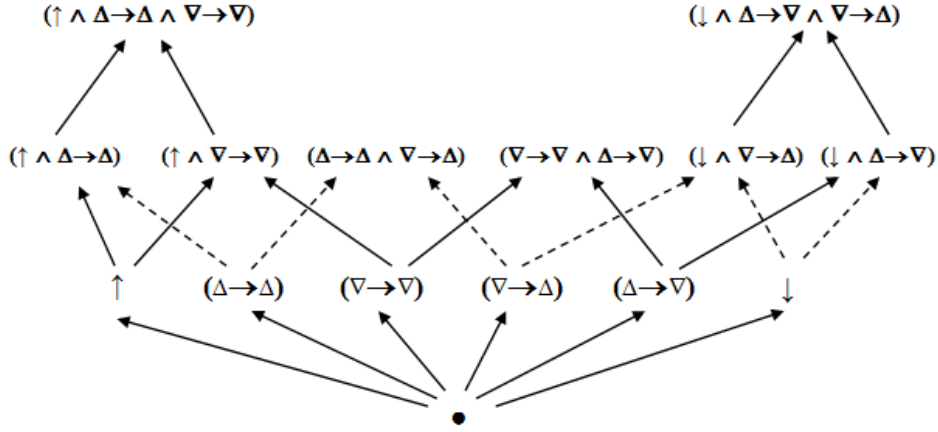 (↑ ∧ Δ→Δ ∧ ∇→∇) (↓ ∧ Δ→∇ ∧ ∇→Δ)
(↑ ∧ Δ→Δ) (↑ ∧ ∇→∇) (Δ→Δ ∧ ∇→Δ) (∇→∇ ∧ Δ→∇) (↓ ∧ ∇→Δ) (↓ ∧ Δ→∇)
↑ (Δ→Δ) (∇→∇) (∇→Δ) (Δ→∇) ↓
•